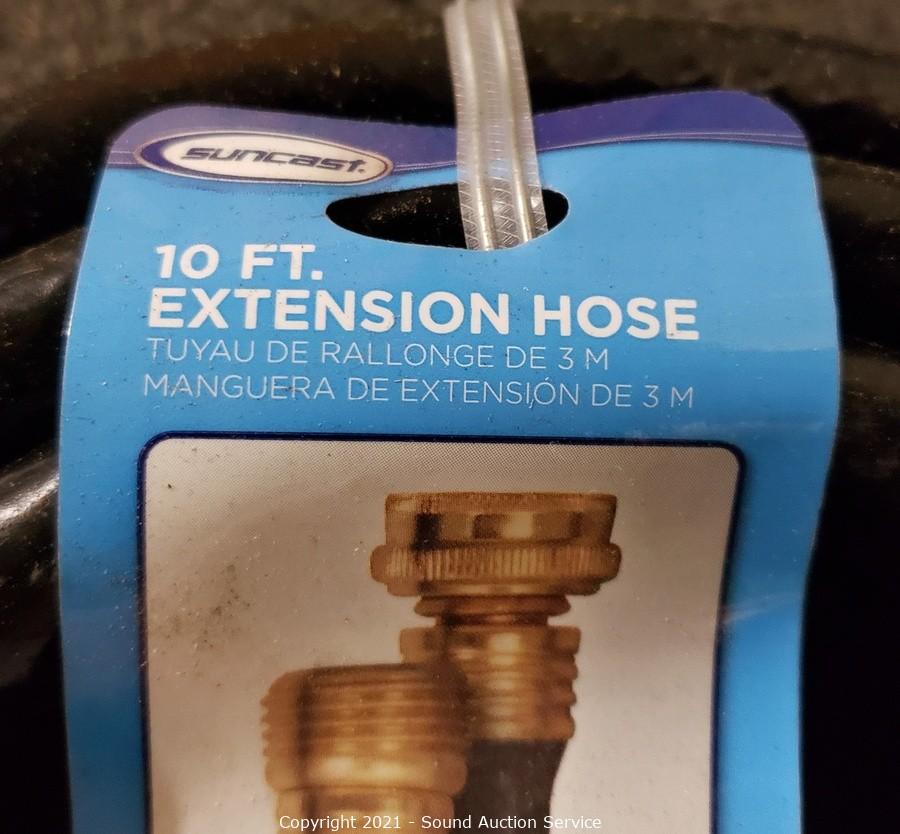 suncast.
10 FT.
EXTENSION HOSE
TUYAU DE RALLONGE DE 3 M
MANGUERA DE EXTENSIÓN DE 3 M
Copyright 2021 - Sound Auction Service